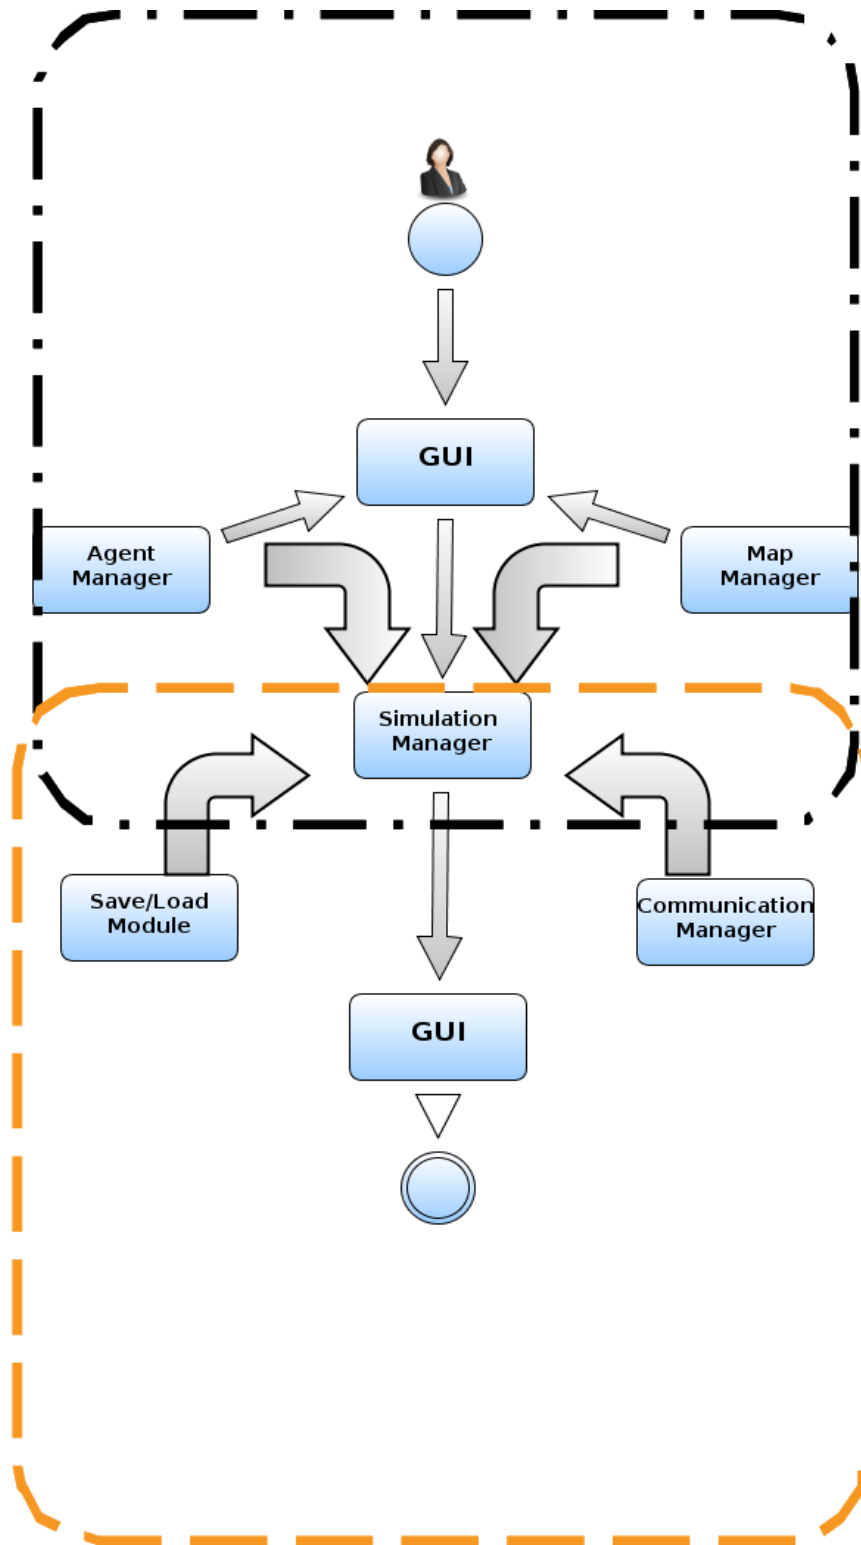 GUI
Agent
Manager
Map
Manager
Simulation
Manager
Save/Load
Module
Communication
Manager
GUI